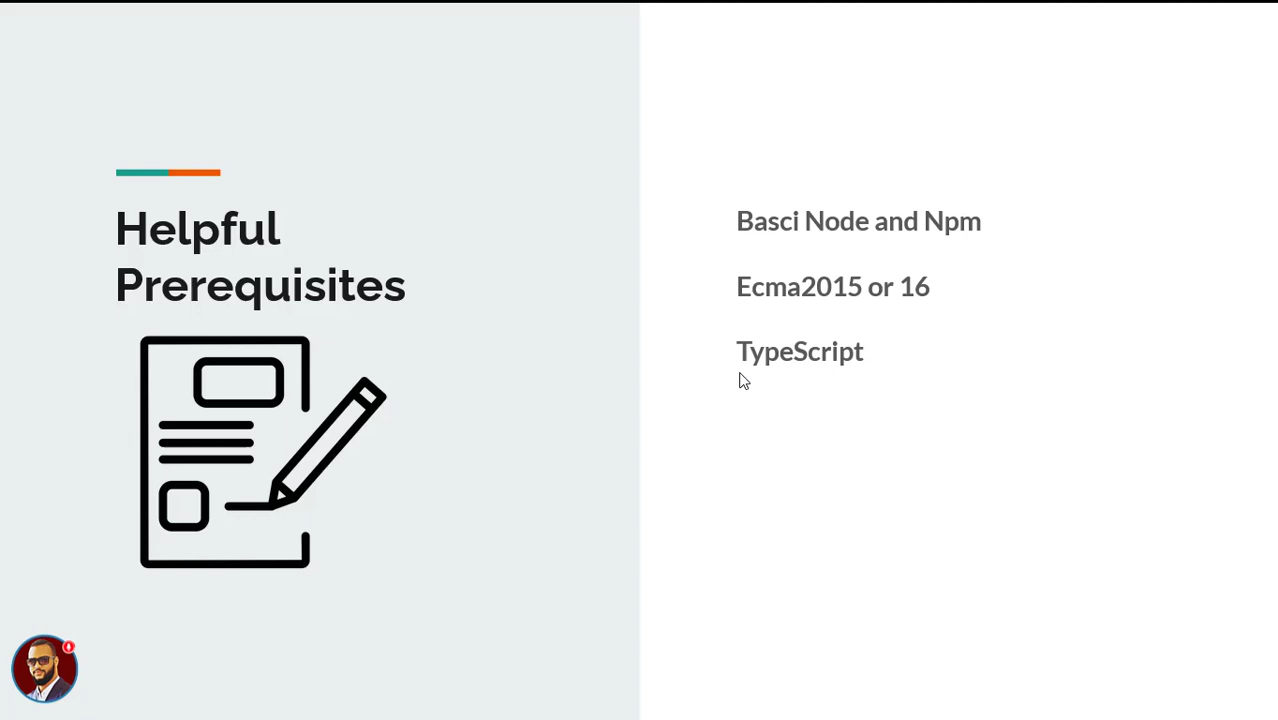 Helpful
Prerequisites
Basci Node and Npm
Ecma2015 or 16
TypeScript